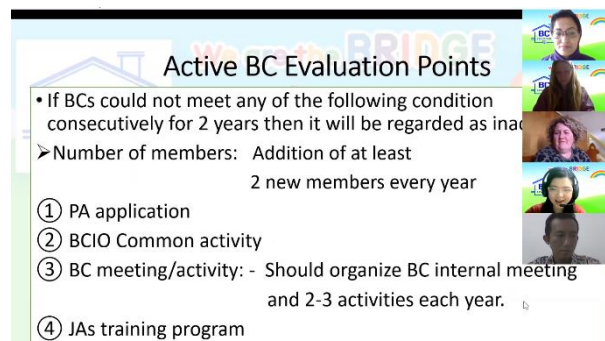 We are the BRIDGE
Active BC Evaluation Points
• If BCs could not meet any of the following condition
consecutively for 2 years then it will be regarded as
➤Number of members: Addition of at least
2 new members every year
① PA application
② BCIO Common activity
③ BC meeting/activity: - Should organize BC internal meeting
and 2-3 activities each year.
④ JAs training program
BC
BRIDGE